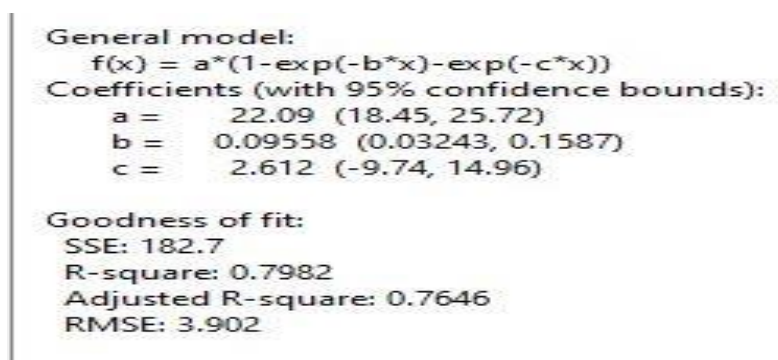 General model:
f(x) = a*(1-exp(-b*x)-exp(-c*x))
Coefficients (with 95% confidence bounds):
a = 22.09 (18.45, 25.72)
b = 0.09558 (0.03243, 0.1587)
c = 2.612 (-9.74, 14.96)
Goodness of fit:
SSE: 182.7
R-square: 0.7982
Adjusted R-square: 0.7646
RMSE: 3.902